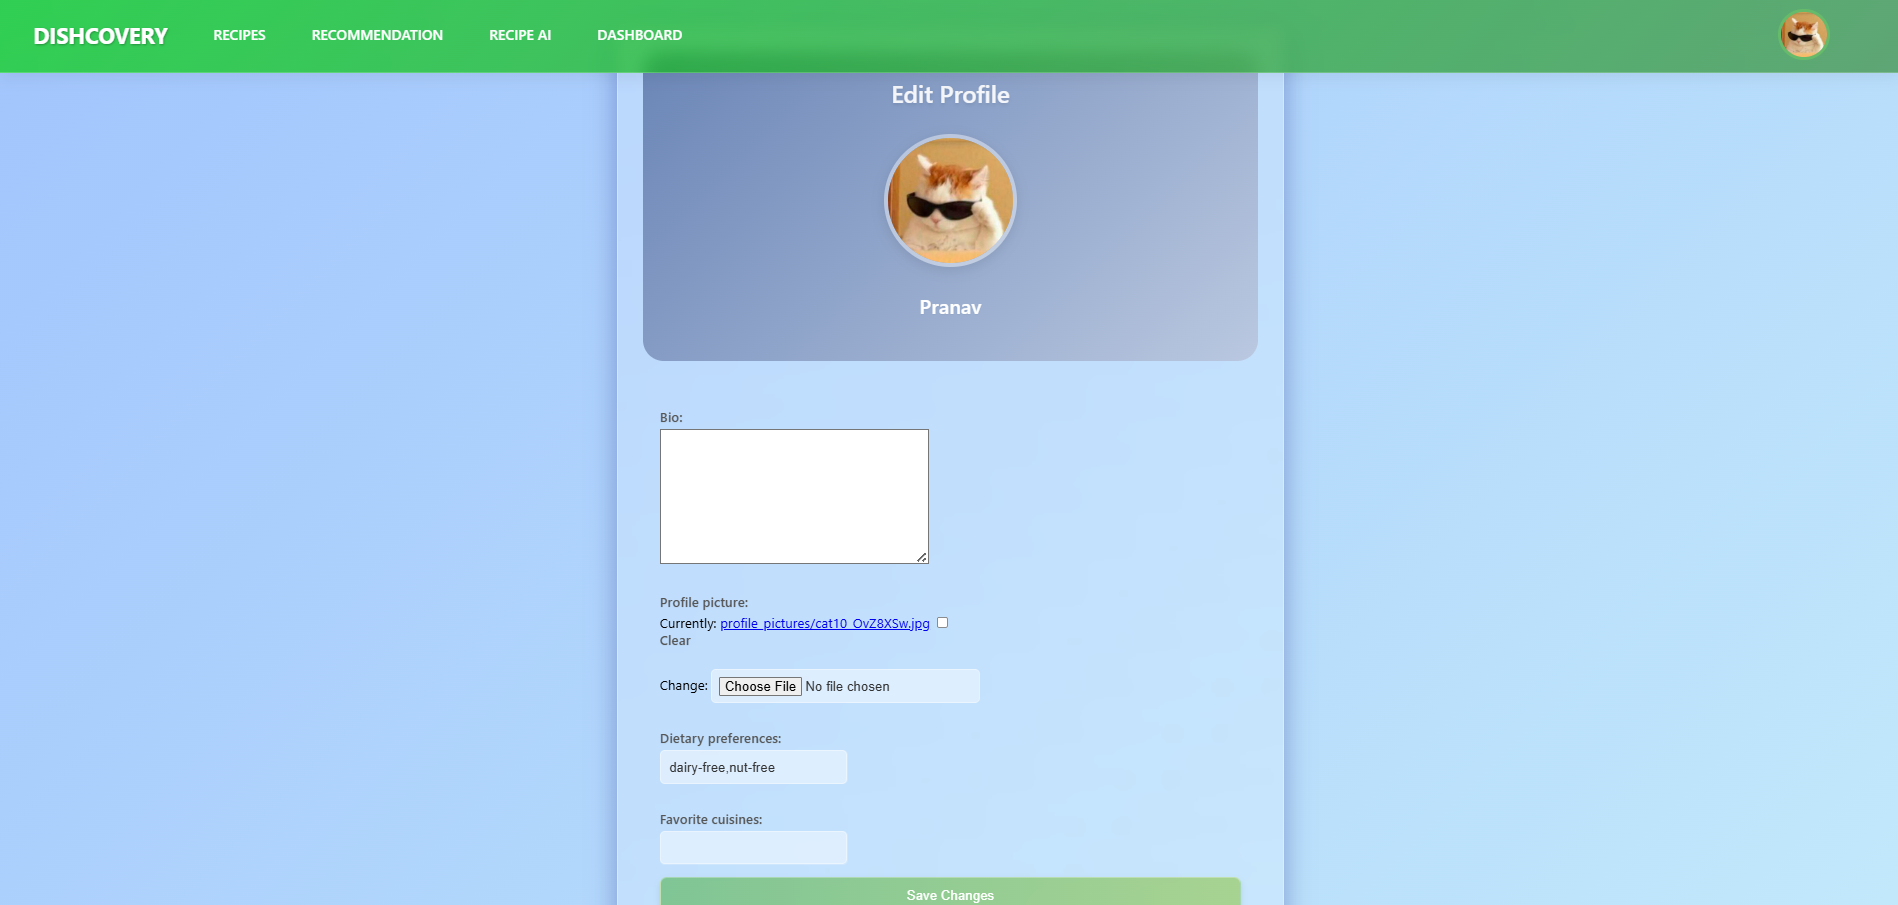 DISHCOVERY RECIPES RECOMMENDATION RECIPE AI DASHBOARD
Edit Profile
Pranav
Bio:
Profile picture:
Currently: profile_pictures/cat10_OvZ8XSw.jpg
Clear
Change: Choose File No file chosen
Dietary preferences:
dairy-free,nut-free
Favorite cuisines:
Save Changes